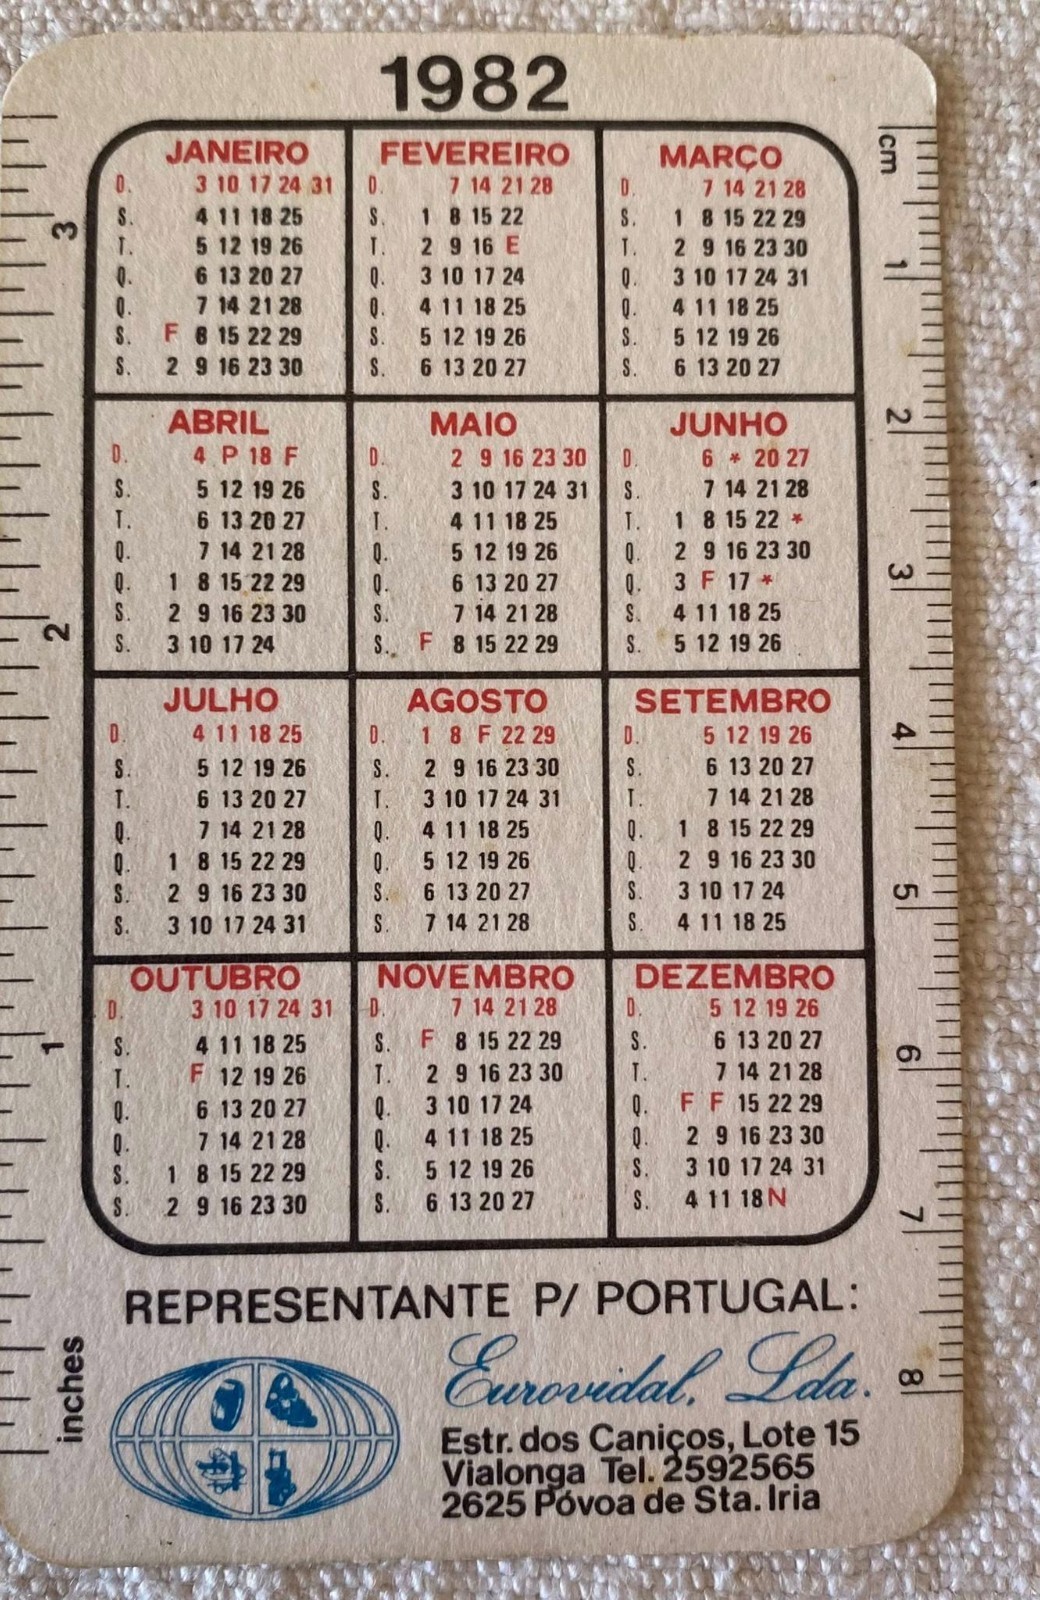 1982
JANEIRO
D. 3 10 17 24 31
S. 4 11 18 25
T. 5 12 19 26
Q. 6 13 20 27
Q. 7 14 21 28
S. F 8 15 22 29
S. 2 9 16 23 30
FEVEREIRO
D. 7 14 21 28
S. 1 8 15 22
T. 2 9 16 E
Q. 3 10 17 24
Q. 4 11 18 25
S. 5 12 19 26
S. 6 13 20 27
MARÇO
D. 7 14 21 28
S. 1 8 15 22 29
T. 2 9 16 23 30
Q. 3 10 17 24 31
Q. 4 11 18 25
S. 5 12 19 26
S. 6 13 20 27
ABRIL
D. 4 P 18 F
S. 5 12 19 26
T. 6 13 20 27
Q. 7 14 21 28
Q. 1 8 15 22 29
S. 2 9 16 23 30
S. 3 10 17 24
MAIO
D. 2 9 16 23 30
S. 3 10 17 24 31
T. 4 11 18 25
Q. 5 12 19 26
Q. 6 13 20 27
S. 7 14 21 28
S. F 8 15 22 29
JUNHO
D. 6 * 20 27
S. 7 14 21 28
T. 1 8 15 22 *
Q. 2 9 16 23 30
Q. 3 F 17 *
S. 4 11 18 25
S. 5 12 19 26
JULHO
D. 4 11 18 25
S. 5 12 19 26
T. 6 13 20 27
Q. 7 14 21 28
Q. 1 8 15 22 29
S. 2 9 16 23 30
S. 3 10 17 24 31
AGOSTO
D. 1 8 F 22 29
S. 2 9 16 23 30
T. 3 10 17 24 31
Q. 4 11 18 25
Q. 5 12 19 26
S. 6 13 20 27
S. 7 14 21 28
SETEMBRO
D. 5 12 19 26
S. 6 13 20 27
T. 7 14 21 28
Q. 1 8 15 22 29
Q. 2 9 16 23 30
S. 3 10 17 24
S. 4 11 18 25
OUTUBRO
D. 3 10 17 24 31
S. 4 11 18 25
T. F 12 19 26
Q. 6 13 20 27
Q. 7 14 21 28
S. 1 8 15 22 29
S. 2 9 16 23 30
NOVEMBRO
D. 7 14 21 28
S. F 8 15 22 29
T. 2 9 16 23 30
Q. 3 10 17 24
Q. 4 11 18 25
S. 5 12 19 26
S. 6 13 20 27
DEZEMBRO
D. 5 12 19 26
S. 6 13 20 27
T. 7 14 21 28
Q. F F 15 22 29
Q. 2 9 16 23 30
S. 3 10 17 24 31
S. 4 11 18 N
REPRESENTANTE P/ PORTUGAL:
Eurovidal, Lda.
Estr. dos Caniços, Lote 15
Vialonga Tel. 2592565
2625 Póvoa de Sta. Iria
inches
1
2
3
cm
1
2
3
4
5
6
7
8